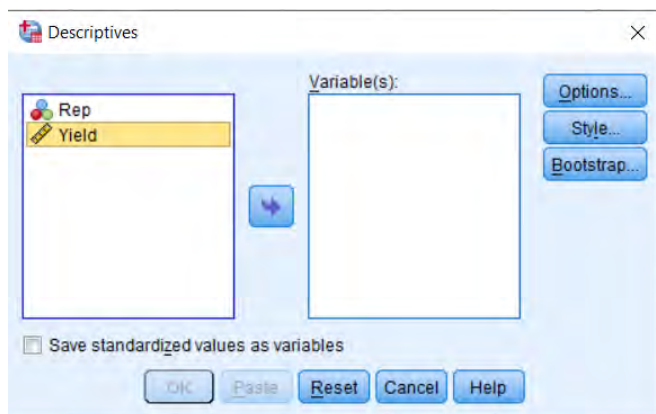 Descriptives
Variable(s):
Rep
Yield
Options...
Style...
Bootstrap...
Save standardized values as variables
OK Paste Reset Cancel Help